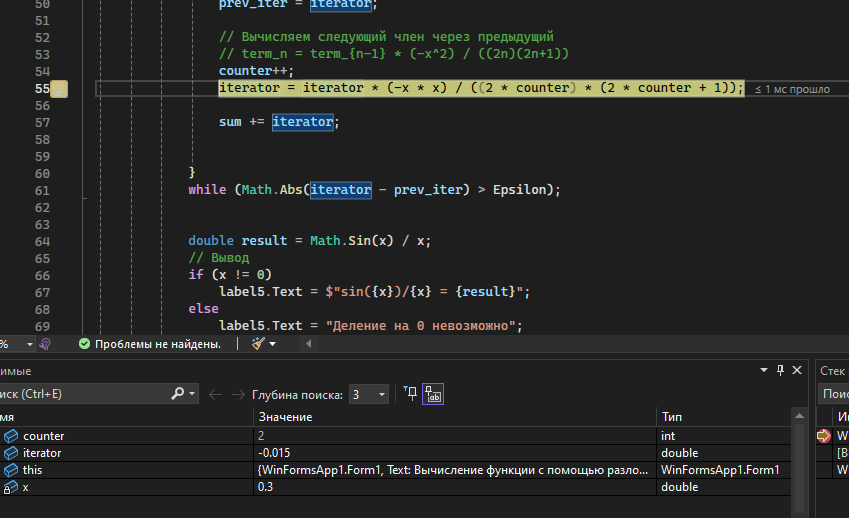 50 prev_iter = iterator;
51
52 // Вычисляем следующий член через предыдущий
53 // term_n = term_{n-1} * (-x^2) / ((2n)(2n+1))
54 counter++;
55 iterator = iterator * (-x * x) / ((2 * counter) * (2 * counter + 1)); ≤ 1 мс прошло
56
57 sum += iterator;
58
59
60 }
61 while (Math.Abs(iterator - prev_iter) > Epsilon);
62
63
64 double result = Math.Sin(x) / x;
65 // Вывод
66 if (x != 0)
67 label5.Text = $"sin({x})/{x} = {result}";
68 else
69 label5.Text = "Деление на 0 невозможно";
% Проблемы не найдены.
имые
иск (Ctrl+E) Глубина поиска: 3
мя Значение Тип
counter 2 int
iterator -0.015 double
this {WinFormsApp1.Form1, Text: Вычисление функции с помощью разло... WinFormsApp1.Form1
x 0.3 double
Стек
Поис
W
[В
W